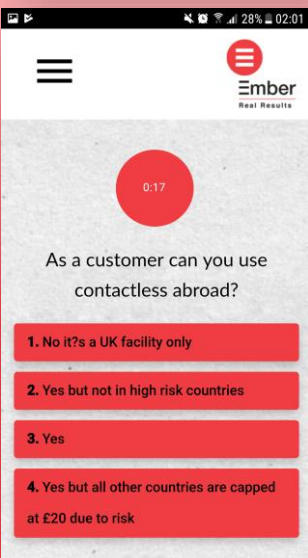 28% 02:01
Ember
Real Results
0:17
As a customer can you use
contactless abroad?
1. No it?s a UK facility only
2. Yes but not in high risk countries
3. Yes
4. Yes but all other countries are capped
at £20 due to risk